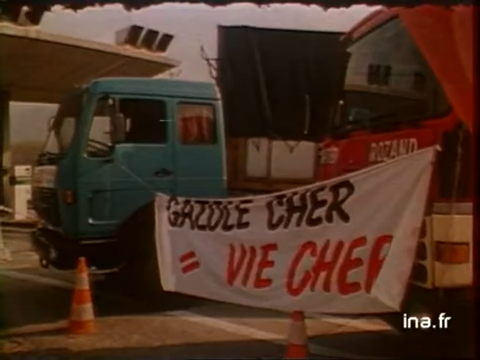 ROZAND
GAZOLE CHER
= VIE CHER
ina.fr